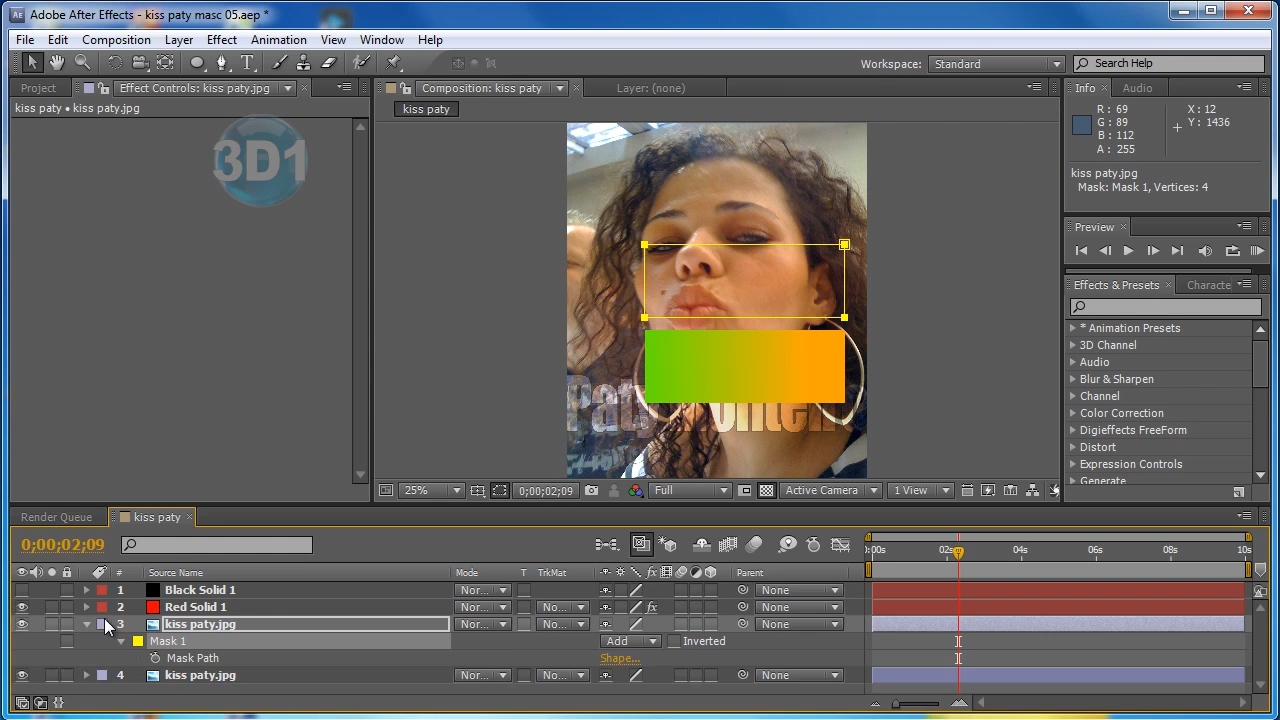 Adobe After Effects - kiss paty masc 05.aep *
File Edit Composition Layer Effect Animation View Window Help
Workspace: Standard Search Help
Project Effect Controls: kiss paty.jpg Composition: kiss paty Layer: (none) Info Audio
kiss paty • kiss paty.jpg
kiss paty
3D1
R : 69 X : 12
G : 89 Y : 1436
B : 112
A : 255
kiss paty.jpg
Mask: Mask 1, Vertices: 4
Preview
Effects & Presets Characte
* Animation Presets
3D Channel
Audio
Blur & Sharpen
Channel
Color Correction
Digieffects FreeForm
Distort
Expression Controls
Generate
25% 0;00;02;09 Full Active Camera 1 View
Render Queue kiss paty
0;00;02;09
:00s 02s 04s 06s 08s 10s
# Source Name Mode T TrkMat Parent
1 Black Solid 1 Nor... None
2 Red Solid 1 Nor... No... None
3 kiss paty.jpg Nor... No... None
Mask 1 Add Inverted
Mask Path Shape...
4 kiss paty.jpg Nor... No... None